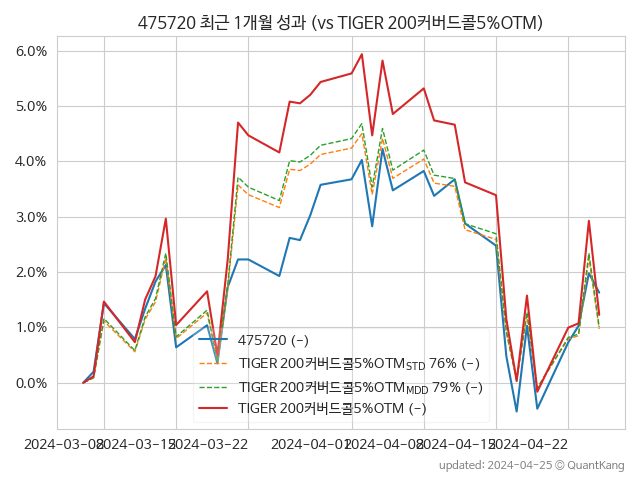 475720 최근 1개월 성과 (vs TIGER 200커버드콜5%OTM)
6.0%
5.0%
4.0%
3.0%
2.0%
1.0%
0.0%
475720 (−)
TIGER 200커버드콜5%OTM_STD 76% (−)
TIGER 200커버드콜5%OTM_MDD 79% (−)
TIGER 200커버드콜5%OTM (−)
2024-03-08 2024-03-15 2024-03-22 2024-04-01 2024-04-08 2024-04-15 2024-04-22
updated: 2024-04-25 © QuantKang